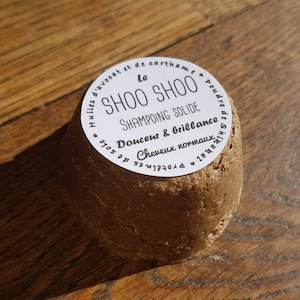 Huiles d'avocat et de carthame * Poudre de Shikakai * Protéines de soie *
le
SHOO SHOO
SHAMPOING SOLIDE
Douceur & brillance
Cheveux normaux